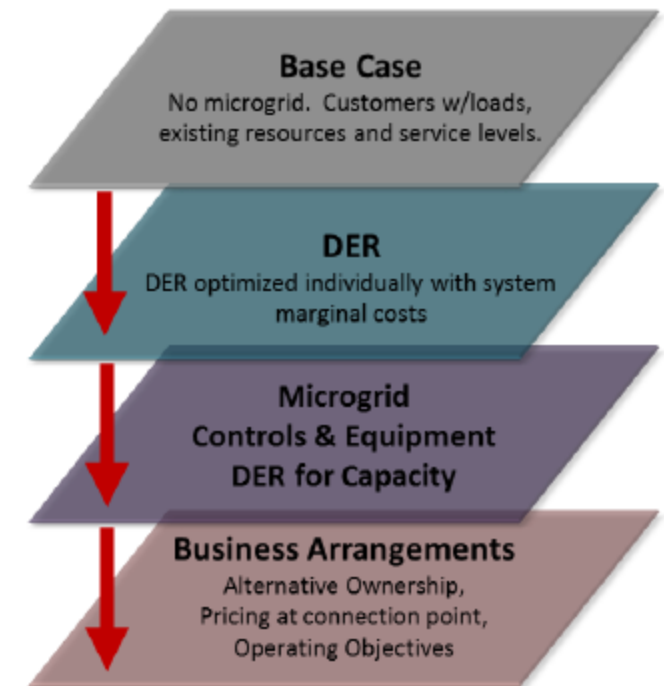 Base Case
No microgrid. Customers w/loads,
existing resources and service levels.
DER
DER optimized individually with system
marginal costs
Microgrid
Controls & Equipment
DER for Capacity
Business Arrangements
Alternative Ownership,
Pricing at connection point,
Operating Objectives